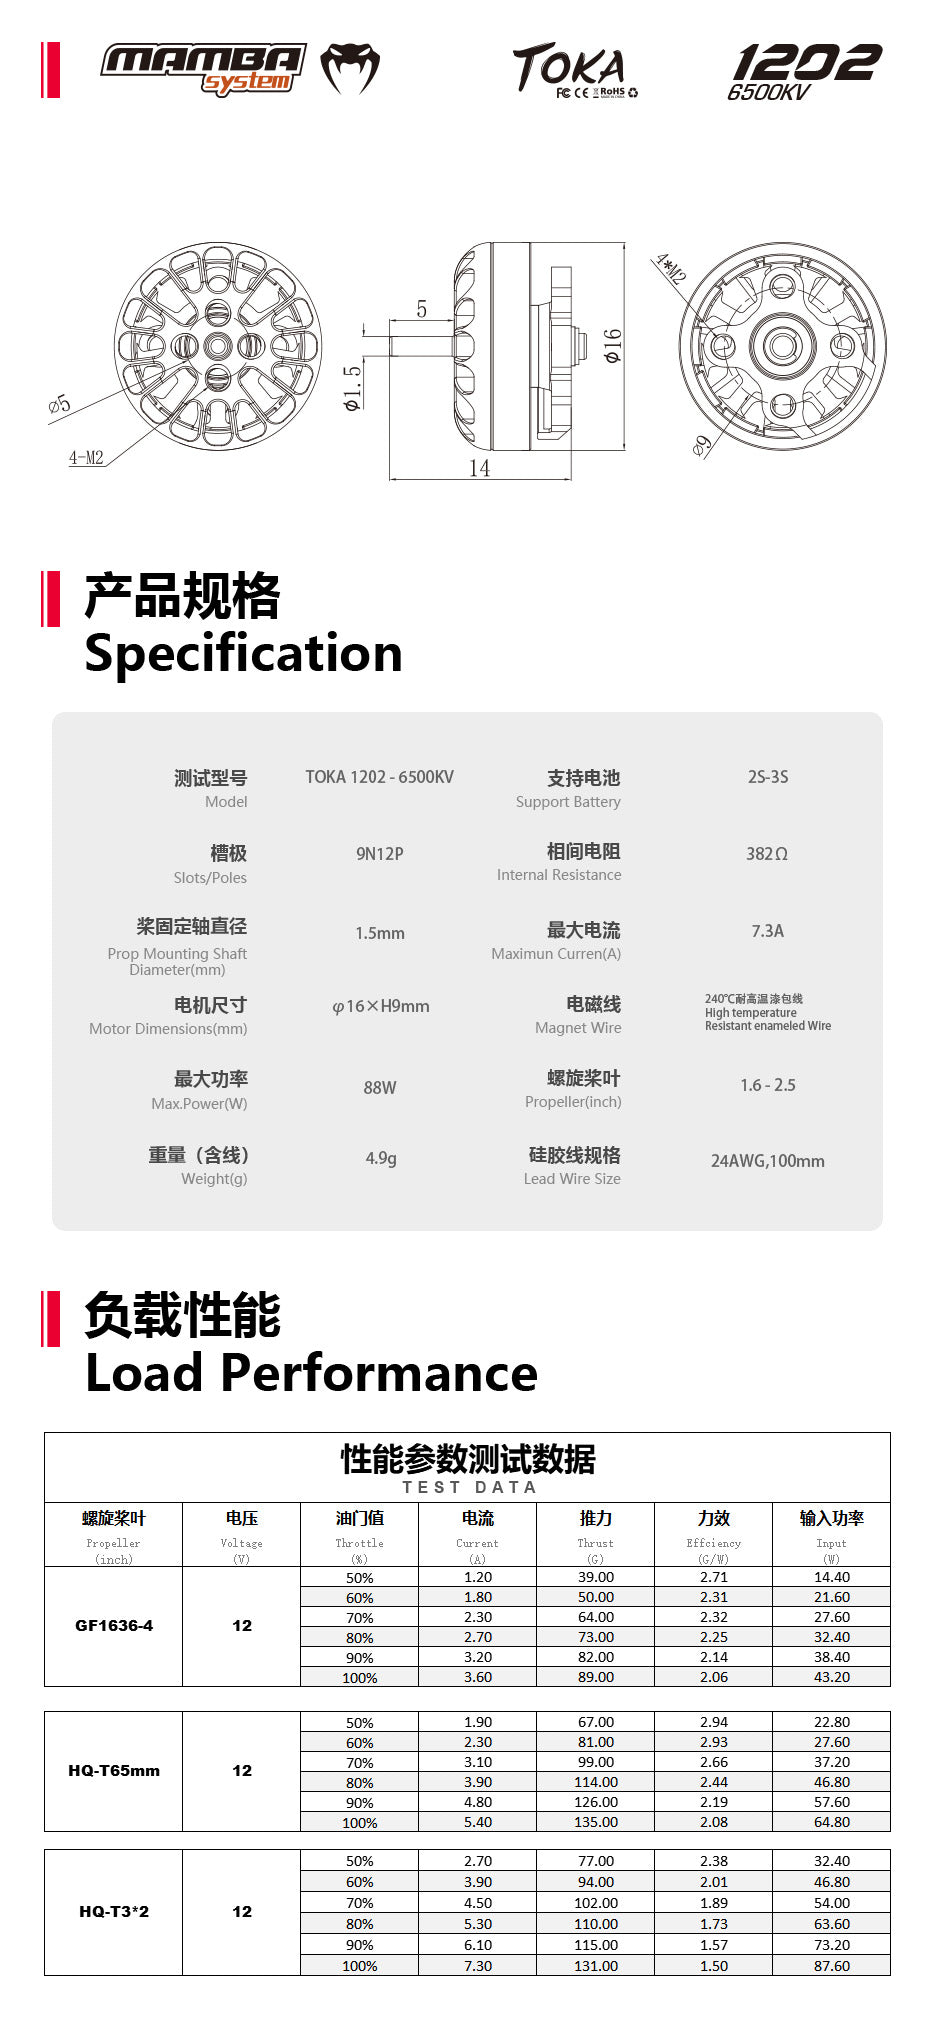 MAMBA
system
TOKA
FC CE RoHS
1202
6500KV
5
ϕ1.5
14
ϕ16
⌀5
4-M2
4*M2
⌀9
产品规格
Specification
测试型号 TOKA 1202 - 6500KV 支持电池 2S-3S
Model Support Battery
槽极 9N12P 相间电阻 382Ω
Slots/Poles Internal Resistance
桨固定轴直径 1.5mm 最大电流 7.3A
Prop Mounting Shaft Maximun Curren(A)
Diameter(mm)
电机尺寸 φ16×H9mm 电磁线 240℃耐高温漆包线
Motor Dimensions(mm) Magnet Wire High temperature
Resistant enameled Wire
最大功率 88W 螺旋桨叶 1.6 - 2.5
Max.Power(W) Propeller(inch)
重量（含线） 4.9g 硅胶线规格 24AWG,100mm
Weight(g) Lead Wire Size
负载性能
Load Performance
性能参数测试数据
TEST DATA
螺旋桨叶 电压 油门值 电流 推力 力效 输入功率
Propeller Voltage Throttle Current Thrust Effciency Input
(inch) (V) (%) (A) (G) (G/W) (W)
GF1636-4 12
50% 1.20 39.00 2.71 14.40
60% 1.80 50.00 2.31 21.60
70% 2.30 64.00 2.32 27.60
80% 2.70 73.00 2.25 32.40
90% 3.20 82.00 2.14 38.40
100% 3.60 89.00 2.06 43.20
HQ-T65mm 12
50% 1.90 67.00 2.94 22.80
60% 2.30 81.00 2.93 27.60
70% 3.10 99.00 2.66 37.20
80% 3.90 114.00 2.44 46.80
90% 4.80 126.00 2.19 57.60
100% 5.40 135.00 2.08 64.80
HQ-T3*2 12
50% 2.70 77.00 2.38 32.40
60% 3.90 94.00 2.01 46.80
70% 4.50 102.00 1.89 54.00
80% 5.30 110.00 1.73 63.60
90% 6.10 115.00 1.57 73.20
100% 7.30 131.00 1.50 87.60